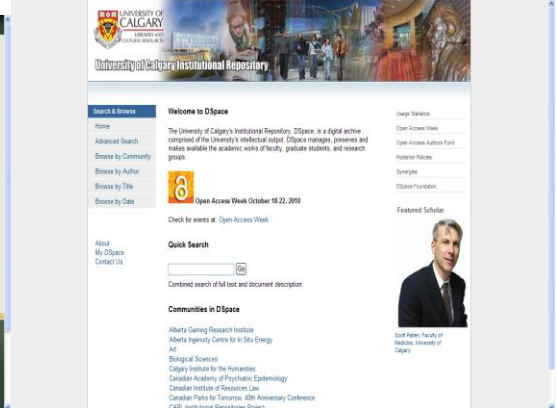 UNIVERSITY OF
CALGARY
LIBRARIES AND
CULTURAL RESOURCES
University of Calgary Institutional Repository
Search & Browse
Home
Advanced Search
Browse by Community
Browse by Author
Browse by Title
Browse by Date
About
My DSpace
Contact Us
Welcome to DSpace
The University of Calgary's Institutional Repository, DSpace, is a digital archive
comprised of the University's intellectual output. DSpace manages, preserves and
makes available the academic works of faculty, graduate students, and research
groups.
Open Access Week October 18-22, 2010
Check for events at: Open Access Week
Quick Search
Go
Combined search of full text and document description.
Communities in DSpace
Alberta Gaming Research Institute
Alberta Ingenuity Centre for In Situ Energy
Art
Biological Sciences
Calgary Institute for the Humanities
Canadian Academy of Psychiatric Epidemiology
Canadian Institute of Resources Law
Canadian Parks for Tomorrow: 40th Anniversary Conference
CARL Institutional Repositories Project
Usage Statistics
Open Access Week
Open Access Authors Fund
Publisher Policies
Synergies
DSpace Foundation
Featured Scholar
Scott Patten, Faculty of
Medicine, University of
Calgary